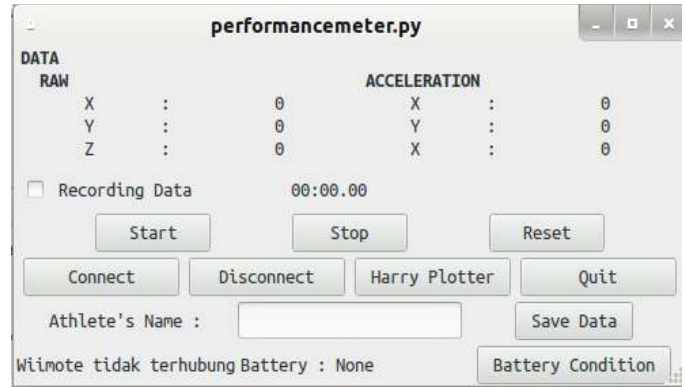 performancemeter.py
DATA
RAW ACCELERATION
X : 0 X : 0
Y : 0 Y : 0
Z : 0 X : 0
Recording Data 00:00.00
Start Stop Reset
Connect Disconnect Harry Plotter Quit
Athlete's Name : Save Data
Wiimote tidak terhubung Battery : None Battery Condition